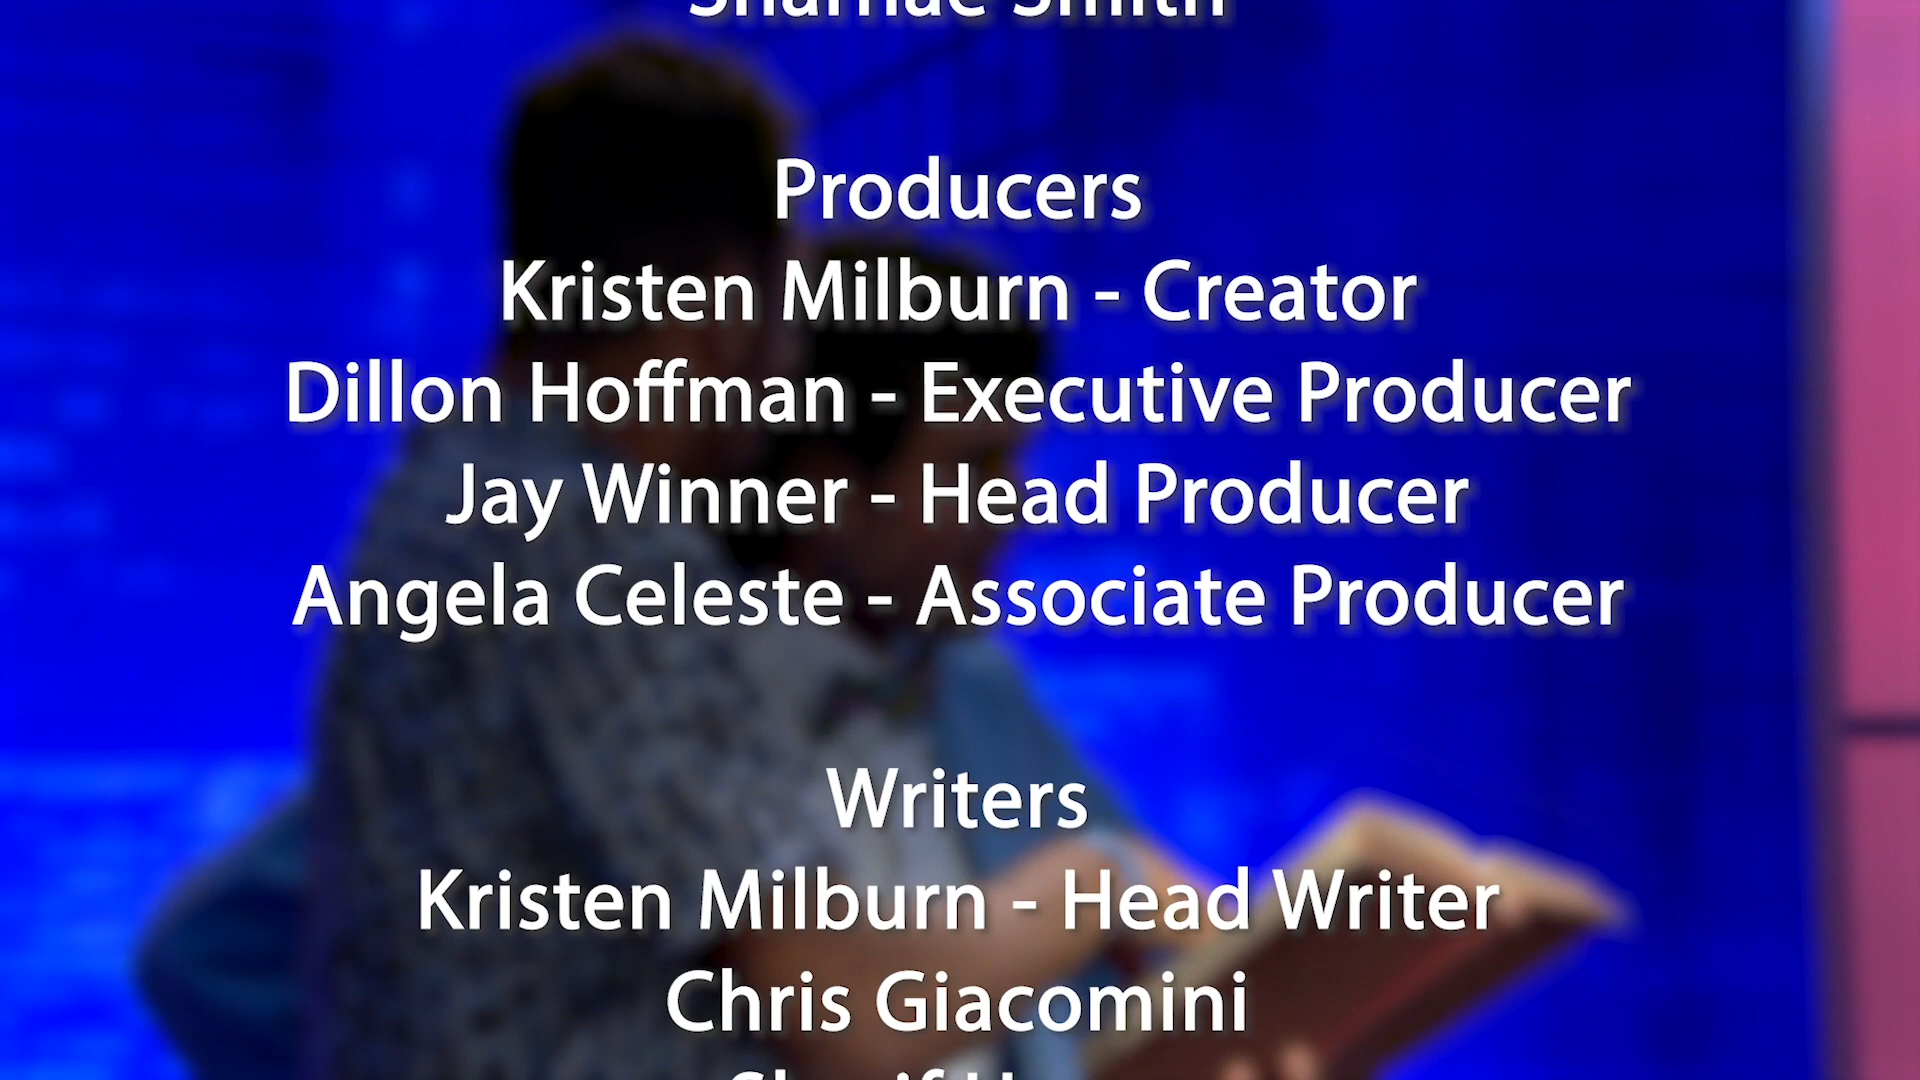 Smith
Producers
Kristen Milburn - Creator
Dillon Hoffman - Executive Producer
Jay Winner - Head Producer
Angela Celeste - Associate Producer
Writers
Kristen Milburn - Head Writer
Chris Giacomini